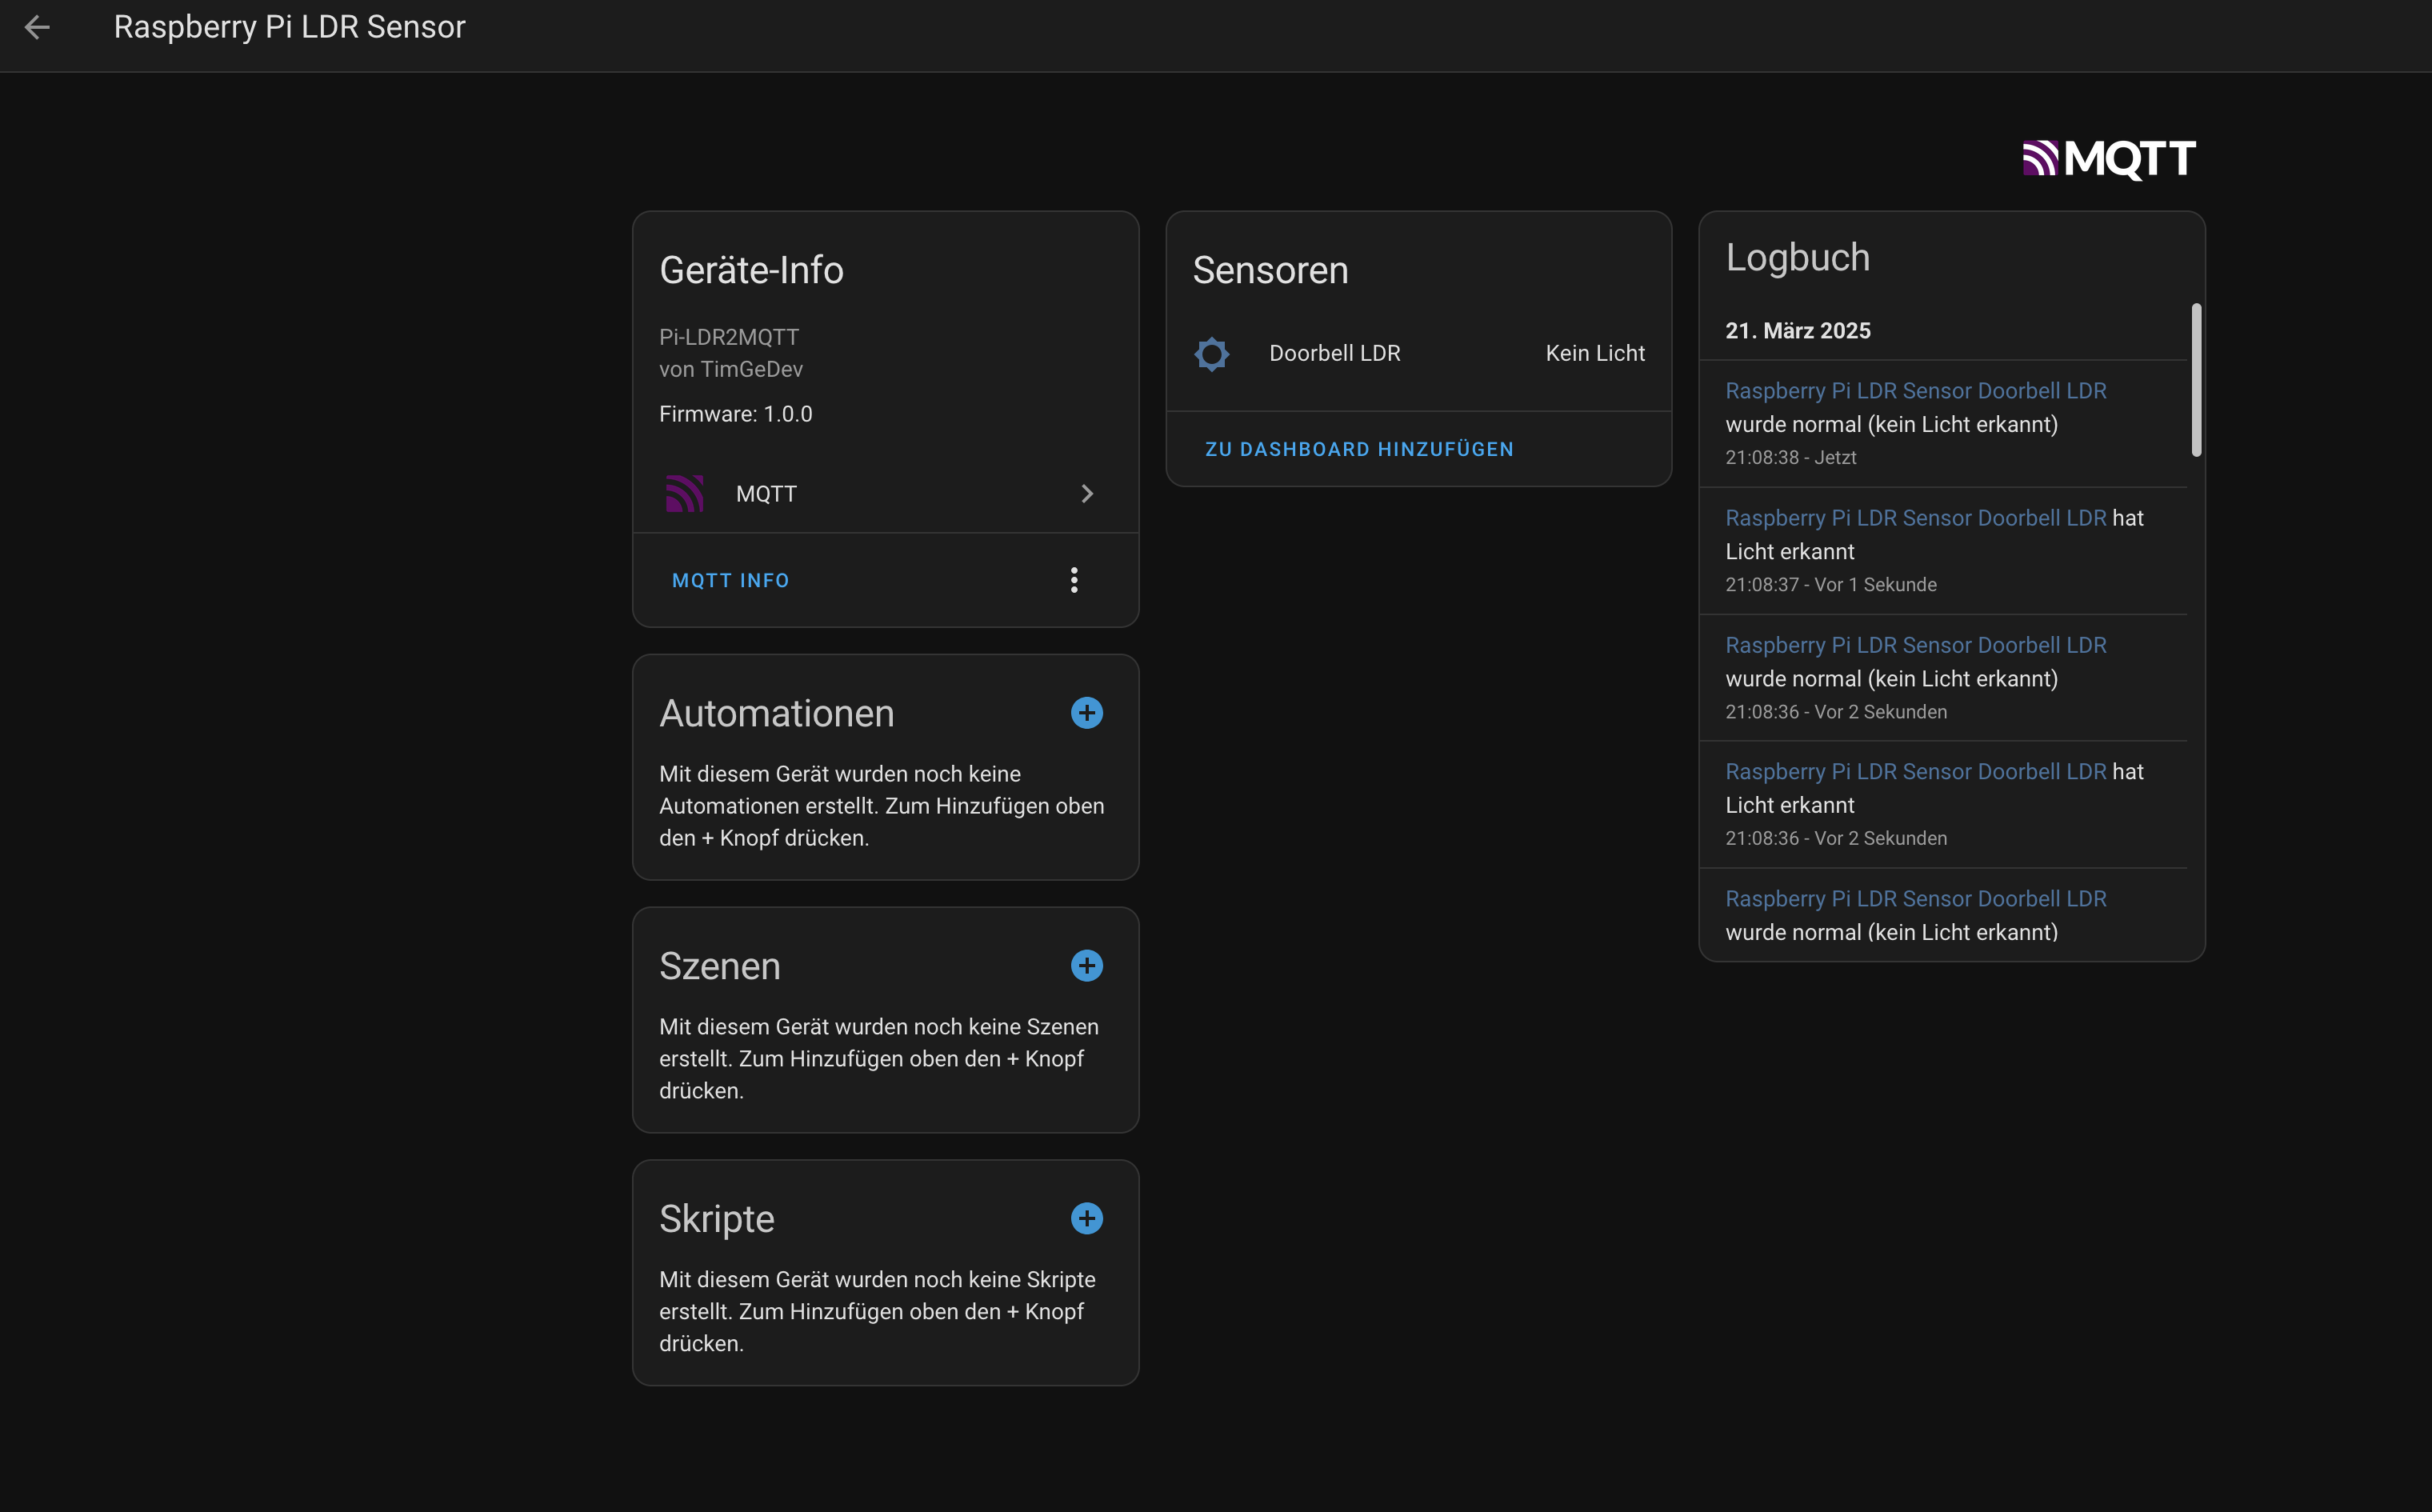 Raspberry Pi LDR Sensor
MQTT
Geräte-Info
Pi-LDR2MQTT
von TimGeDev
Firmware: 1.0.0
MQTT
MQTT INFO
Automationen
Mit diesem Gerät wurden noch keine
Automationen erstellt. Zum Hinzufügen oben
den + Knopf drücken.
Szenen
Mit diesem Gerät wurden noch keine Szenen
erstellt. Zum Hinzufügen oben den + Knopf
drücken.
Skripte
Mit diesem Gerät wurden noch keine Skripte
erstellt. Zum Hinzufügen oben den + Knopf
drücken.
Sensoren
Doorbell LDR Kein Licht
ZU DASHBOARD HINZUFÜGEN
Logbuch
21. März 2025
Raspberry Pi LDR Sensor Doorbell LDR
wurde normal (kein Licht erkannt)
21:08:38 - Jetzt
Raspberry Pi LDR Sensor Doorbell LDR hat
Licht erkannt
21:08:37 - Vor 1 Sekunde
Raspberry Pi LDR Sensor Doorbell LDR
wurde normal (kein Licht erkannt)
21:08:36 - Vor 2 Sekunden
Raspberry Pi LDR Sensor Doorbell LDR hat
Licht erkannt
21:08:36 - Vor 2 Sekunden
Raspberry Pi LDR Sensor Doorbell LDR
wurde normal (kein Licht erkannt)